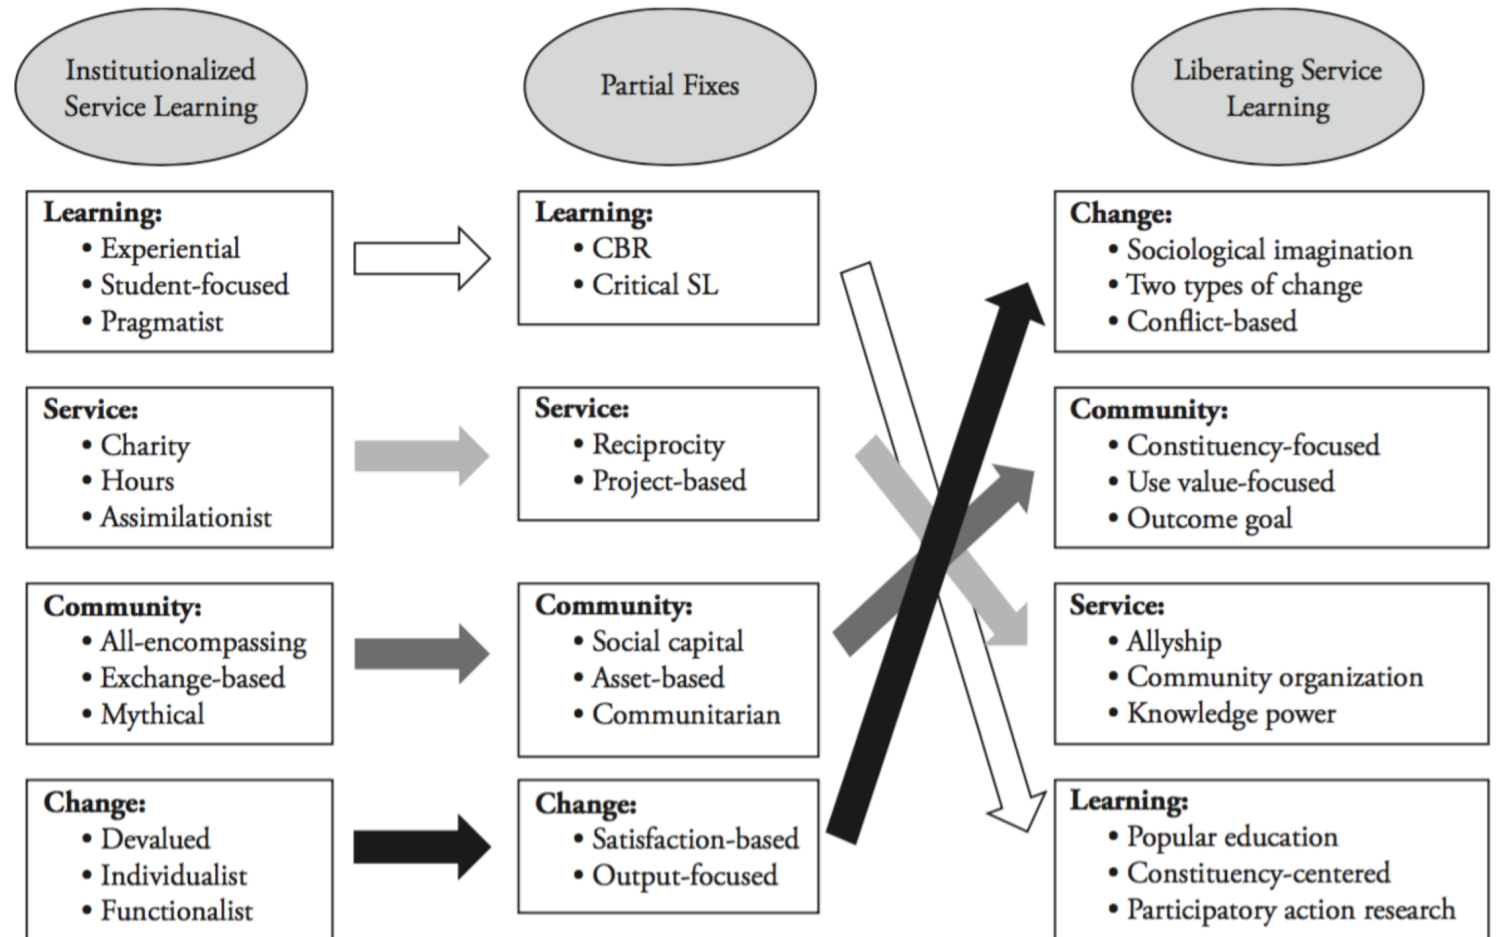 Institutionalized
Service Learning
Partial Fixes
Liberating Service
Learning
Learning:
• Experiential
• Student-focused
• Pragmatist
Learning:
• CBR
• Critical SL
Change:
• Sociological imagination
• Two types of change
• Conflict-based
Service:
• Charity
• Hours
• Assimilationist
Service:
• Reciprocity
• Project-based
Community:
• Constituency-focused
• Use value-focused
• Outcome goal
Community:
• All-encompassing
• Exchange-based
• Mythical
Community:
• Social capital
• Asset-based
• Communitarian
Service:
• Allyship
• Community organization
• Knowledge power
Change:
• Devalued
• Individualist
• Functionalist
Change:
• Satisfaction-based
• Output-focused
Learning:
• Popular education
• Constituency-centered
• Participatory action research